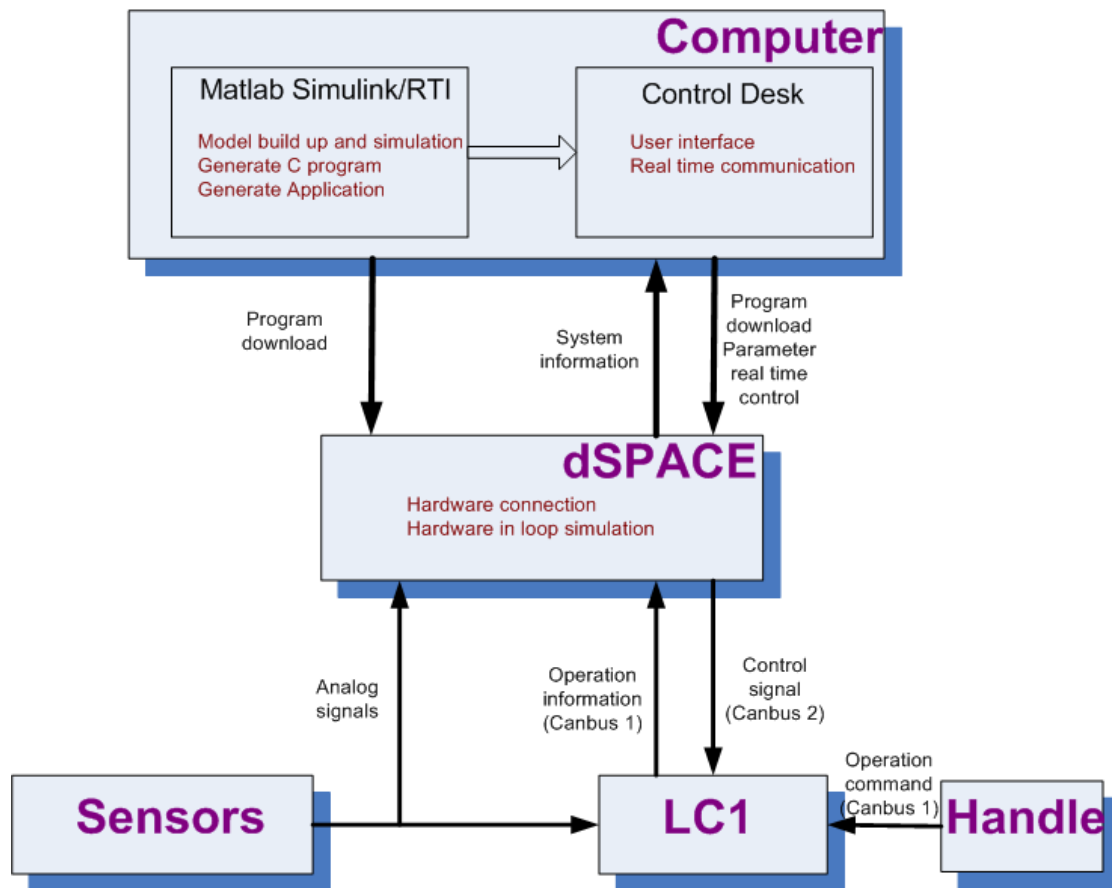 Computer
Matlab Simulink/RTI
Model build up and simulation
Generate C program
Generate Application
Control Desk
User interface
Real time communication
Program
download
System
information
Program
download
Parameter
real time
control
dSPACE
Hardware connection
Hardware in loop simulation
Analog
signals
Operation
information
(Canbus 1)
Control
signal
(Canbus 2)
Operation
command
(Canbus 1)
Sensors
LC1
Handle